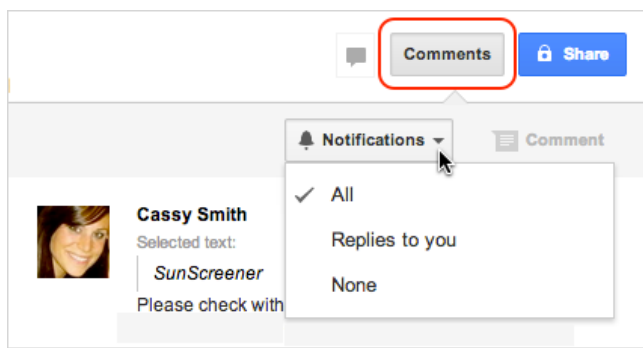 Comments
Share
Notifications
Comment
All
Replies to you
None
Cassy Smith
Selected text:
SunScreener
Please check with